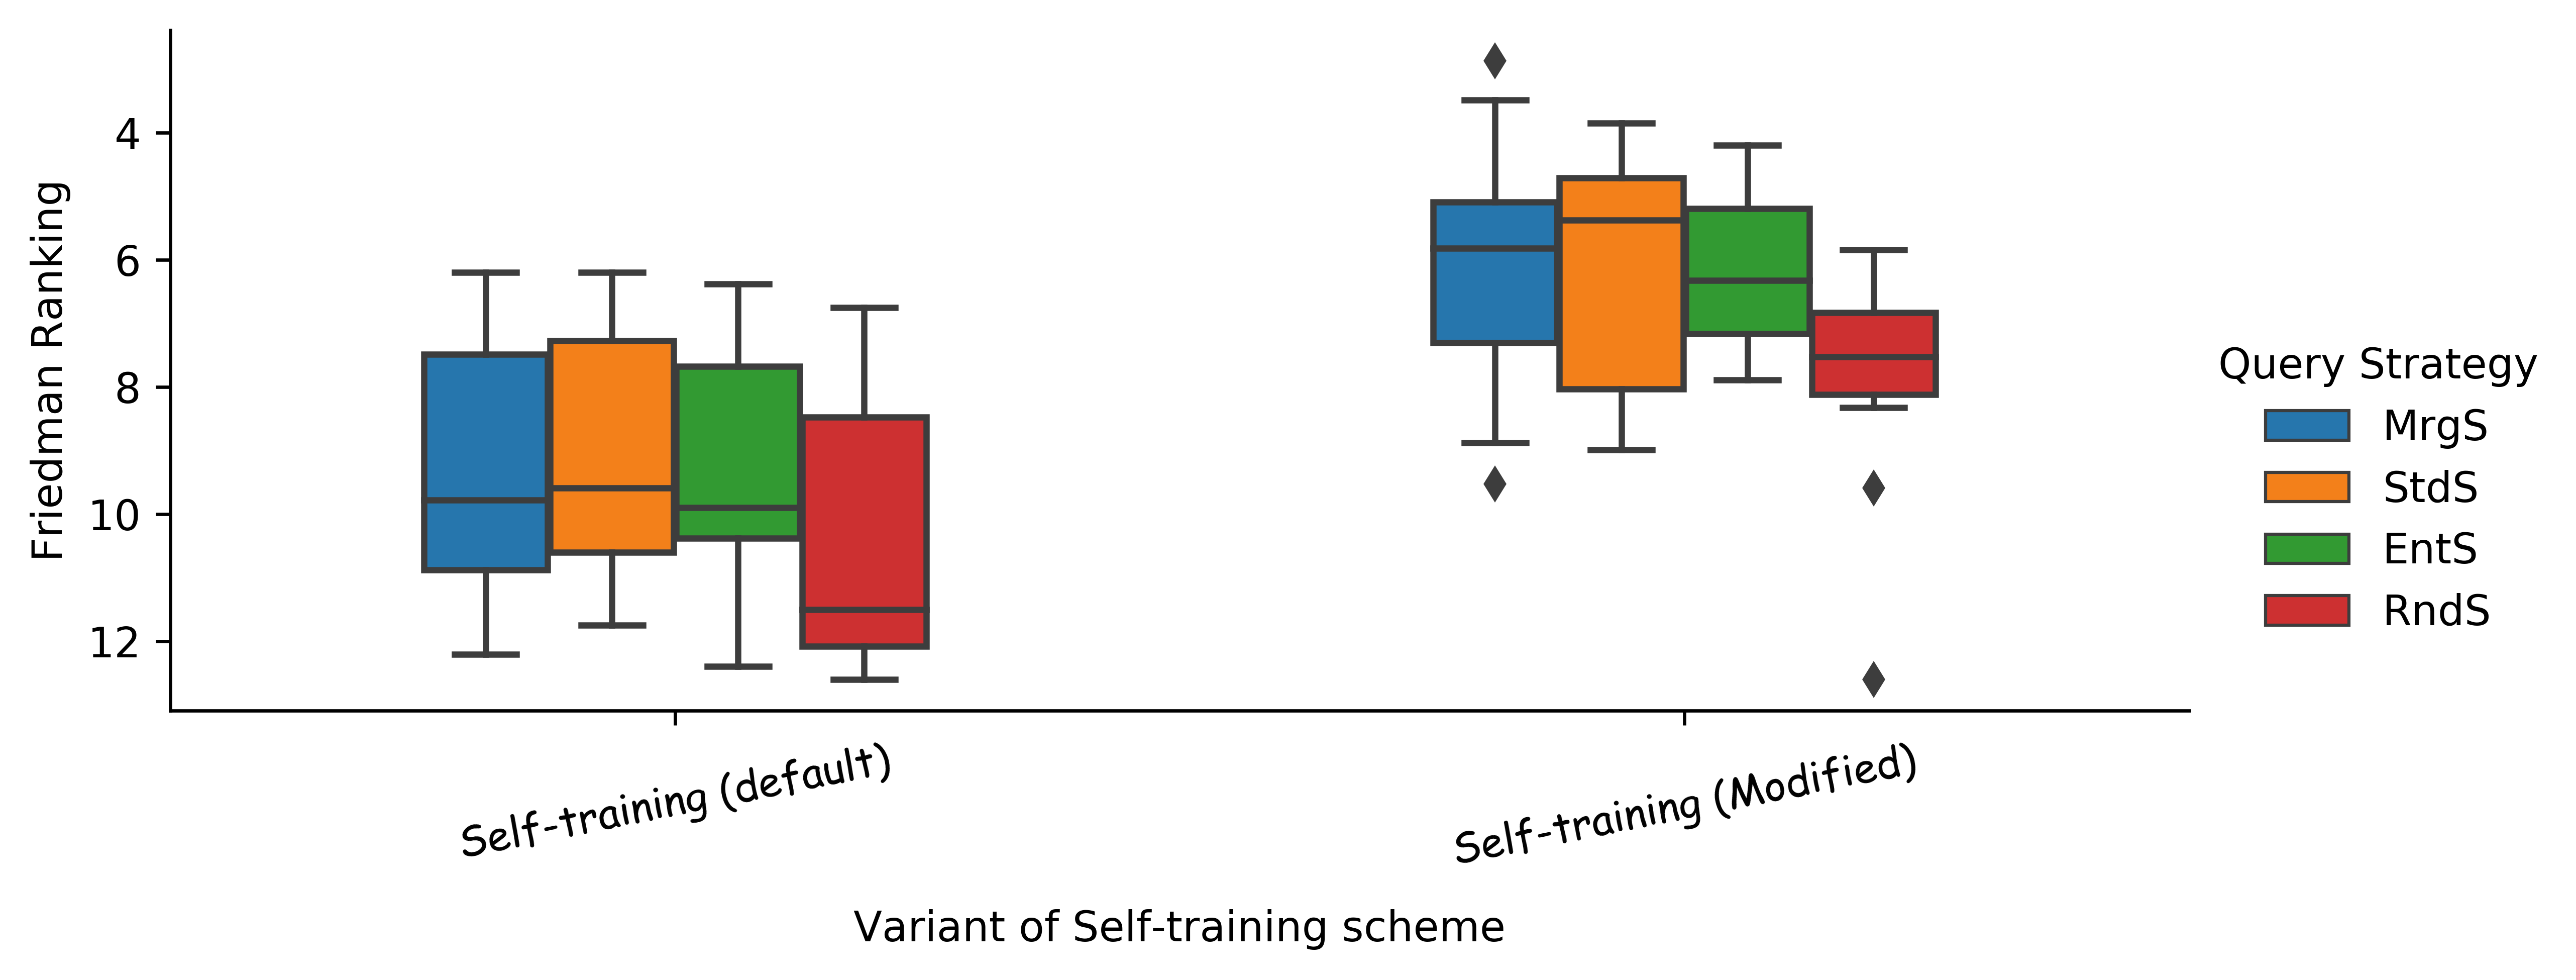 Friedman Ranking
4
6
8
10
12
Self-training (default)
Self-training (Modified)
Variant of Self-training scheme
Query Strategy
MrgS
StdS
EntS
RndS